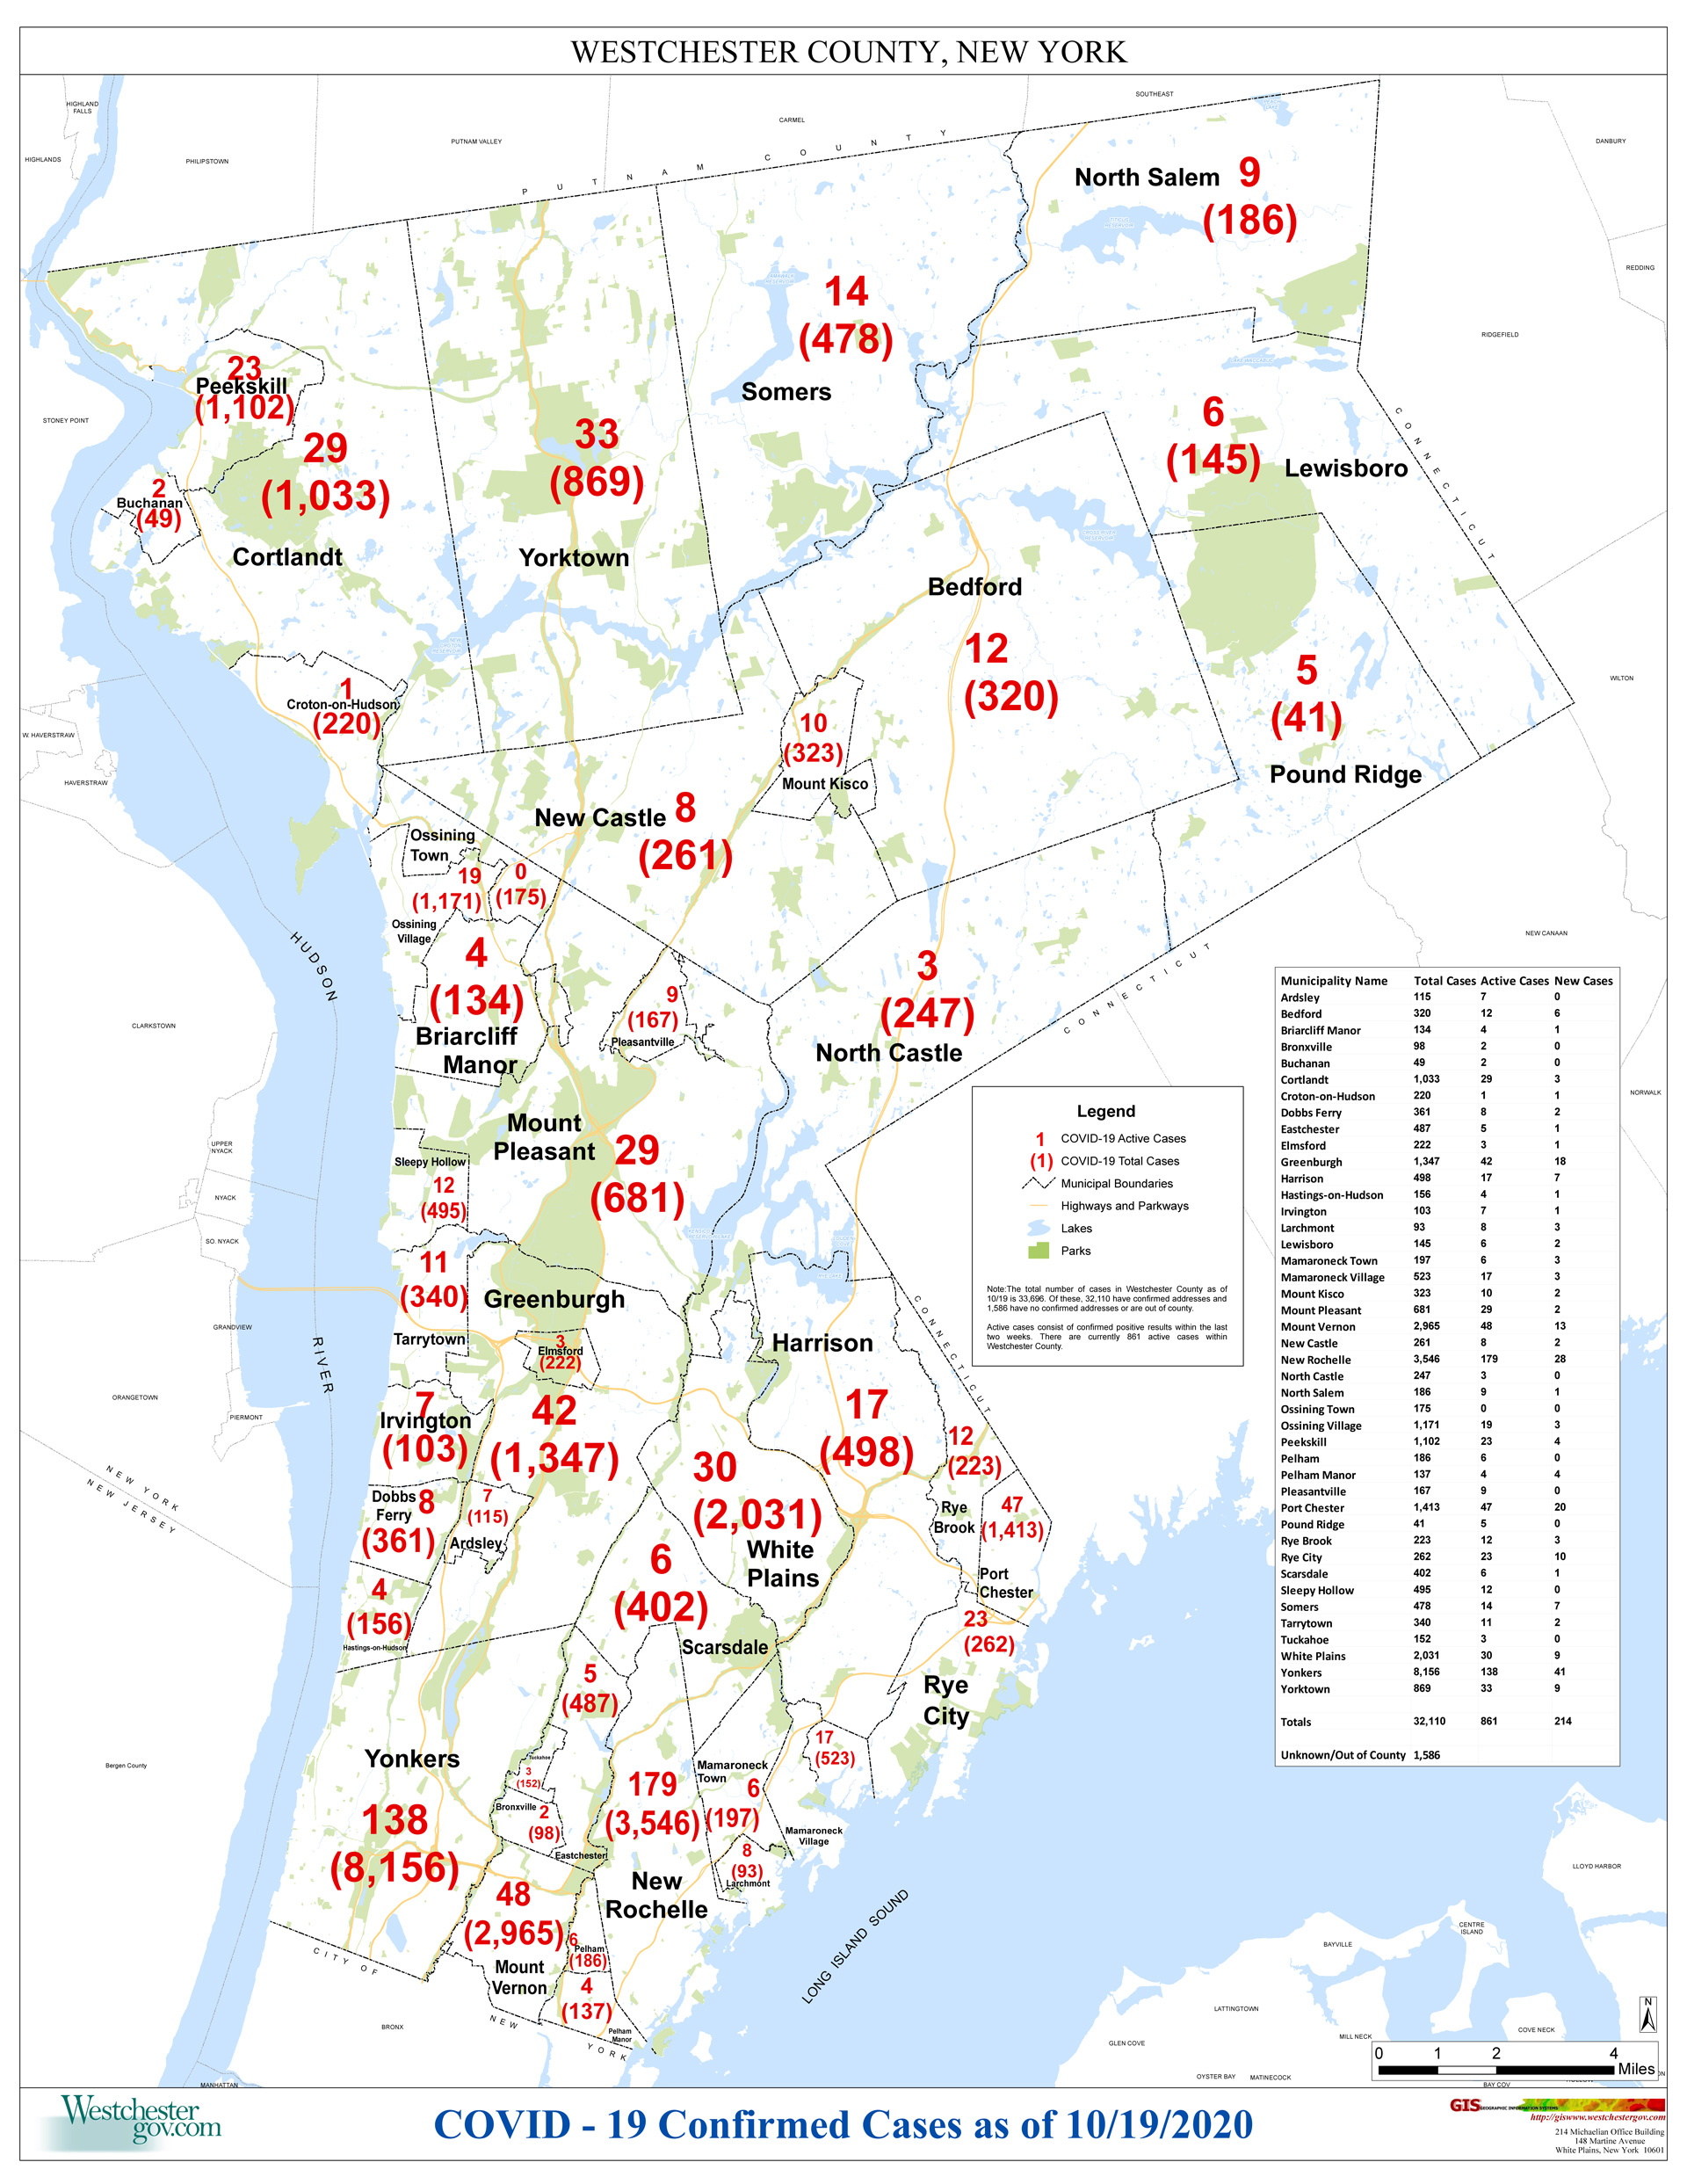 WESTCHESTER COUNTY, NEW YORK
HIGHLAND
FALLS
HIGHLANDS
PHILIPSTOWN
PUTNAM VALLEY
CARMEL
SOUTHEAST
DANBURY
PUTNAM COUNTY
North Salem 9
(186)
REDDING
RIDGEFIELD
14
(478)
Somers
23
Peekskill
(1,102)
STONEY POINT
29
(1,033)
Cortlandt
33
(869)
Yorktown
6
(145)
Lewisboro
CONNECTICUT
2
Buchanan
(49)
Bedford
12
(320)
5
(41)
Pound Ridge
WILTON
1
Croton-on-Hudson
(220)
W. HAVERSTRAW
HAVERSTRAW
10
(323)
Mount Kisco
New Castle 8
(261)
Ossining
Town
19
(1,171)
0
(175)
Ossining
Village
4
(134)
Briarcliff
Manor
HUDSON
RIVER
9
(167)
Pleasantville
3
(247)
North Castle
CONNECTICUT
NEW CANAAN
NORWALK
CLARKSTOWN
Mount
Pleasant 29
(681)
Sleepy Hollow
12
(495)
UPPER
NYACK
NYACK
SO. NYACK
GRANDVIEW
ORANGETOWN
PIERMONT
11
(340)
Tarrytown
Greenburgh
3
Elmsford
(222)
42
(1,347)
7
Irvington
(103)
Dobbs
Ferry 8
(361)
7
(115)
Ardsley
4
(156)
Hastings-on-Hudson
NEW YORK
NEW JERSEY
Harrison
17
(498)
CONNECTICUT
30
(2,031)
White
Plains
12
(223)
Rye
Brook
47
(1,413)
Port
Chester
6
(402)
Scarsdale
23
(262)
Rye
City
5
(487)
Eastchester
Tuckahoe
3
(152)
Bronxville 2
(98)
Yonkers
138
(8,156)
Bergen County
179
(3,546)
New
Rochelle
Mamaroneck
Town 6
(197)
17
(523)
Mamaroneck
Village
8
(93)
Larchmont
48
(2,965)
Mount
Vernon
6
Pelham
(186)
4
(137)
Pelham
Manor
CITY OF
NEW
YORK
BRONX
MANHATTAN
LONG ISLAND SOUND
Legend
1 COVID-19 Active Cases
(1) COVID-19 Total Cases
Municipal Boundaries
Highways and Parkways
Lakes
Parks
Note:The total number of cases in Westchester County as of
10/19 is 33,696. Of these, 32,110 have confirmed addresses and
1,586 have no confirmed addresses or are out of county.
Active cases consist of confirmed positive results within the last
two weeks. There are currently 861 active cases within
Westchester County.
Municipality Name Total Cases Active Cases New Cases
Ardsley 115 7 0
Bedford 320 12 6
Briarcliff Manor 134 4 1
Bronxville 98 2 0
Buchanan 49 2 0
Cortlandt 1,033 29 3
Croton-on-Hudson 220 1 1
Dobbs Ferry 361 8 2
Eastchester 487 5 1
Elmsford 222 3 1
Greenburgh 1,347 42 18
Harrison 498 17 7
Hastings-on-Hudson 156 4 1
Irvington 103 7 1
Larchmont 93 8 3
Lewisboro 145 6 2
Mamaroneck Town 197 6 3
Mamaroneck Village 523 17 3
Mount Kisco 323 10 2
Mount Pleasant 681 29 2
Mount Vernon 2,965 48 13
New Castle 261 8 2
New Rochelle 3,546 179 28
North Castle 247 3 0
North Salem 186 9 1
Ossining Town 175 0 0
Ossining Village 1,171 19 3
Peekskill 1,102 23 4
Pelham 186 6 0
Pelham Manor 137 4 4
Pleasantville 167 9 0
Port Chester 1,413 47 20
Pound Ridge 41 5 0
Rye Brook 223 12 3
Rye City 262 23 10
Scarsdale 402 6 1
Sleepy Hollow 495 12 0
Somers 478 14 7
Tarrytown 340 11 2
Tuckahoe 152 3 0
White Plains 2,031 30 9
Yonkers 8,156 138 41
Yorktown 869 33 9
Totals 32,110 861 214
Unknown/Out of County 1,586
LLOYD HARBOR
CENTRE
ISLAND
BAYVILLE
LATTINGTOWN
GLEN COVE
MILL NECK
COVE NECK
OYSTER BAY
MATINECOCK
BAY COV
N
0 1 2 4
Miles
Westchester
gov.com
COVID - 19 Confirmed Cases as of 10/19/2020
GIS GEOGRAPHIC INFORMATION SYSTEMS
http://giswww.westchestergov.com
214 Michaelian Office Building
148 Martine Avenue
White Plains, New York 10601